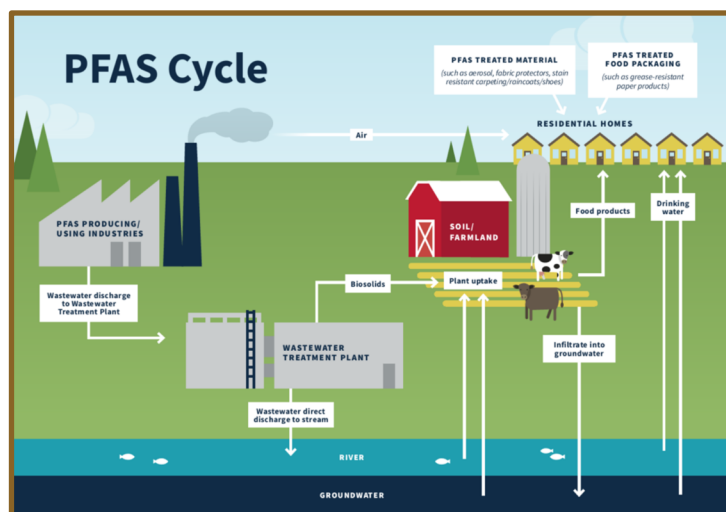 PFAS Cycle
PFAS TREATED MATERIAL
(such as aerosol, fabric protectors, stain
resistant carpeting/raincoats/shoes)
PFAS TREATED
FOOD PACKAGING
(such as grease-resistant
paper products)
RESIDENTIAL HOMES
Air
PFAS PRODUCING/
USING INDUSTRIES
SOIL/
FARMLAND
Food products
Drinking
water
Wastewater discharge
to Wastewater
Treatment Plant
Biosolids
Plant uptake
WASTEWATER
TREATMENT PLANT
Infiltrate into
groundwater
Wastewater direct
discharge to stream
RIVER
GROUNDWATER